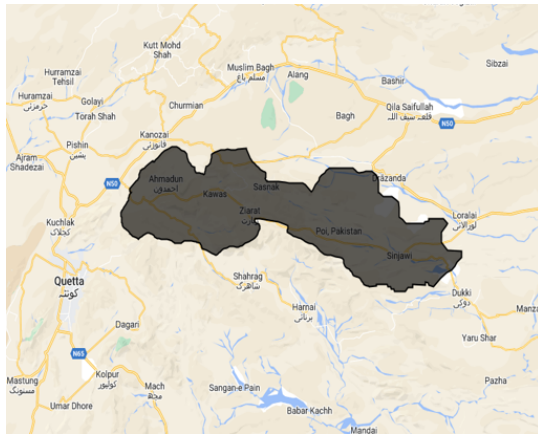 Kutt Mohd
Shah
Sibzai
Muslim Bagh
مسلم باغ
Alang
Hurramzai
Tehsil
Bashir
Huramzai
خرمزئی
Golayi
Torah Shah
Churmian
Bagh
Qila Saifullah
قلعہ سیف اللہ
N50
Kanozai
خانوزئی
Pishin
پشین
Ajram
Shadezai
Drazanda
N50
Ahmadun
احمدون
Kawas
Sasnak
Ziarat
زیارت
Loralai
لورالائی
Kuchlak
کچلاک
Poi, Pakistan
Sinjawi
Quetta
کوئٹہ
Shahrag
شاہرگ
Dukki
دوکی
Harnai
ہرنائی
Manza
Dagari
Yaru Shar
N65
Mastung
مستونگ
Kolpur
کولپور
Mach
مچھ
Sangan-e Pain
Pazha
Umar Dhore
Babar Kachh
Mandai